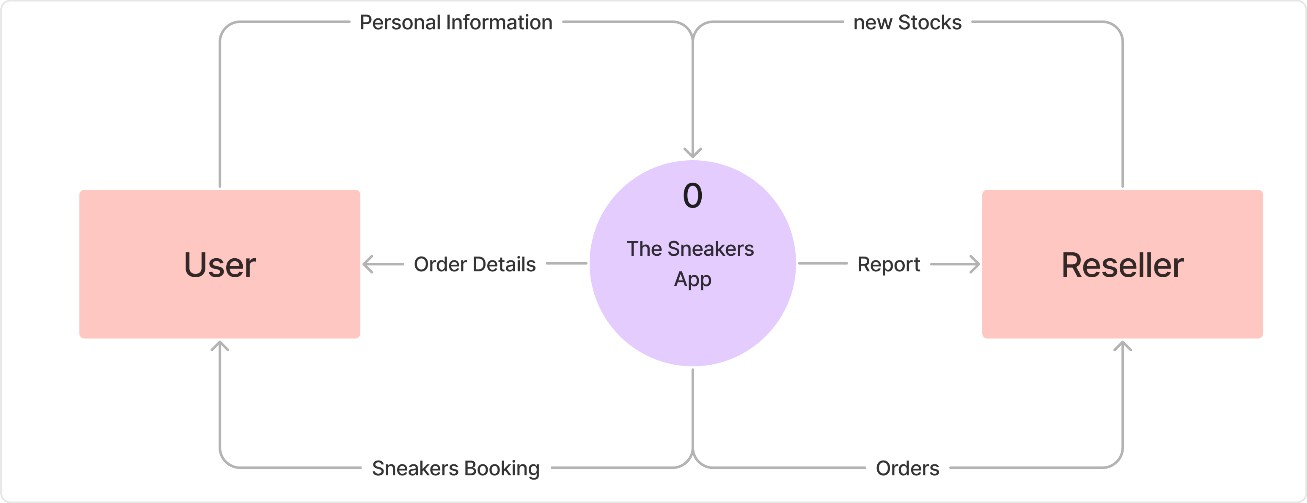 Personal Information
new Stocks
0
The Sneakers
App
User
Order Details
Report
Reseller
Sneakers Booking
Orders